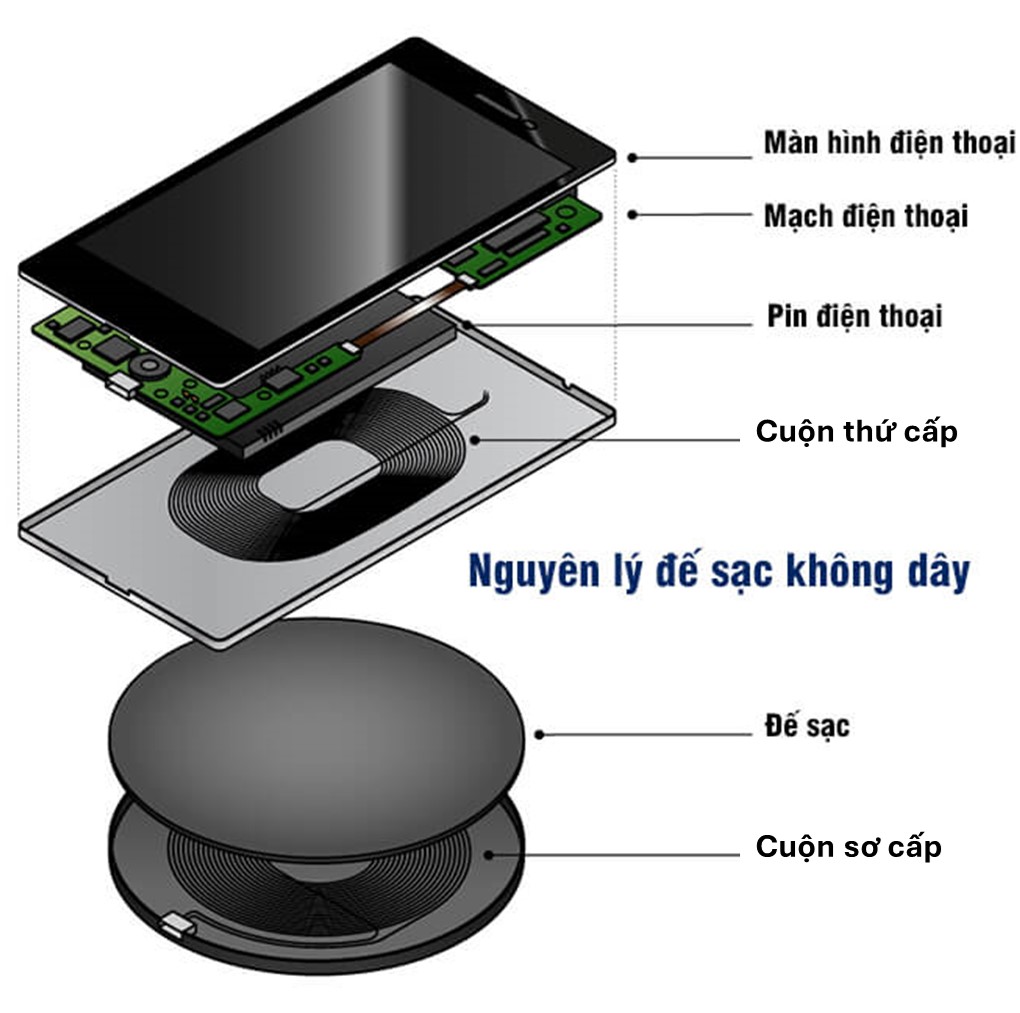 Màn hình điện thoại
Mạch điện thoại
Pin điện thoại
Cuộn thứ cấp
Nguyên lý đế sạc không dây
Đế sạc
Cuộn sơ cấp